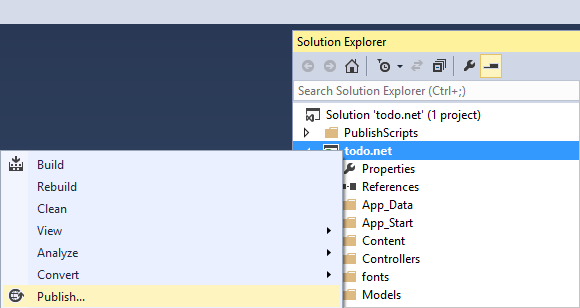 Solution Explorer
Search Solution Explorer (Ctrl+;)
Solution 'todo.net' (1 project)
PublishScripts
todo.net
Properties
References
App_Data
App_Start
Content
Controllers
fonts
Models
Build
Rebuild
Clean
View
Analyze
Convert
Publish...